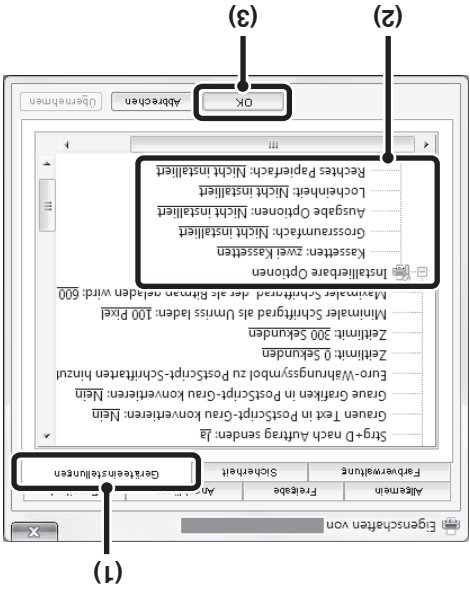 (1)
Eigenschaften von
X
Allgemein Freigabe
Farbverwaltung Sicherheit Geräteeinstellungen
Strg+D nach Auftrag senden: Ja
Grauen Text in PostScript-Grau konvertieren: Nein
Graue Grafiken in PostScript-Grau konvertieren: Nein
Euro-Währungssymbol zu PostScript-Schriftarten hinzuf
Zeitlimit: 0 Sekunden
Zeitlimit: 300 Sekunden
Minimaler Schriftgrad als Umriss laden: 100 Pixel
Maximaler Schriftgrad, der als Bitmap geladen wird: 600
Installierbare Optionen
Kassetten: zwei Kassetten
Grossraumfach: Nicht installiert
Ausgabe Optionen: Nicht installiert
Locheinheit: Nicht installiert
Rechtes Papierfach: Nicht installiert
OK Abbrechen Übernehmen
(2) (3)